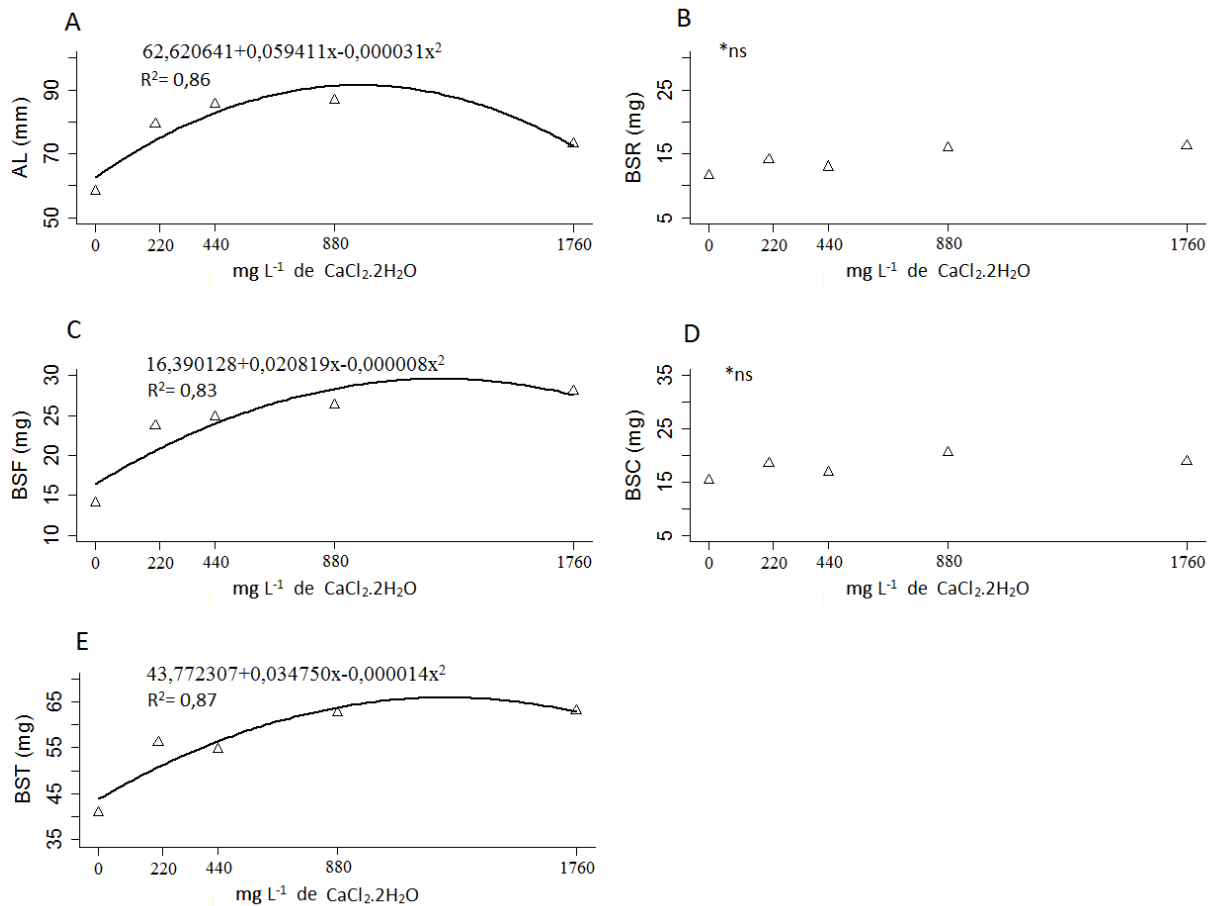 A
62,620641+0,059411x-0,000031x²
R²= 0,86
AL (mm)
90
70
50
0 220 440 880 1760
mg L⁻¹ de CaCl₂.2H₂O
B
*ns
BSR (mg)
25
15
5
0 220 440 880 1760
mg L⁻¹ de CaCl₂.2H₂O
C
16,390128+0,020819x-0,000008x²
R²= 0,83
BSF (mg)
30
25
20
15
10
0 220 440 880 1760
mg L⁻¹ de CaCl₂.2H₂O
D
*ns
BSC (mg)
35
25
15
5
0 220 440 880 1760
mg L⁻¹ de CaCl₂.2H₂O
E
43,772307+0,034750x-0,000014x²
R²= 0,87
BST (mg)
65
55
45
35
0 220 440 880 1760
mg L⁻¹ de CaCl₂.2H₂O